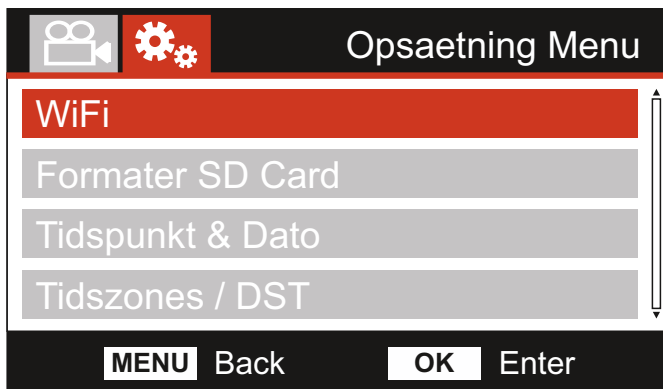 Opsaetning Menu
WiFi
Formater SD Card
Tidspunkt & Dato
Tidszones / DST
MENU Back OK Enter